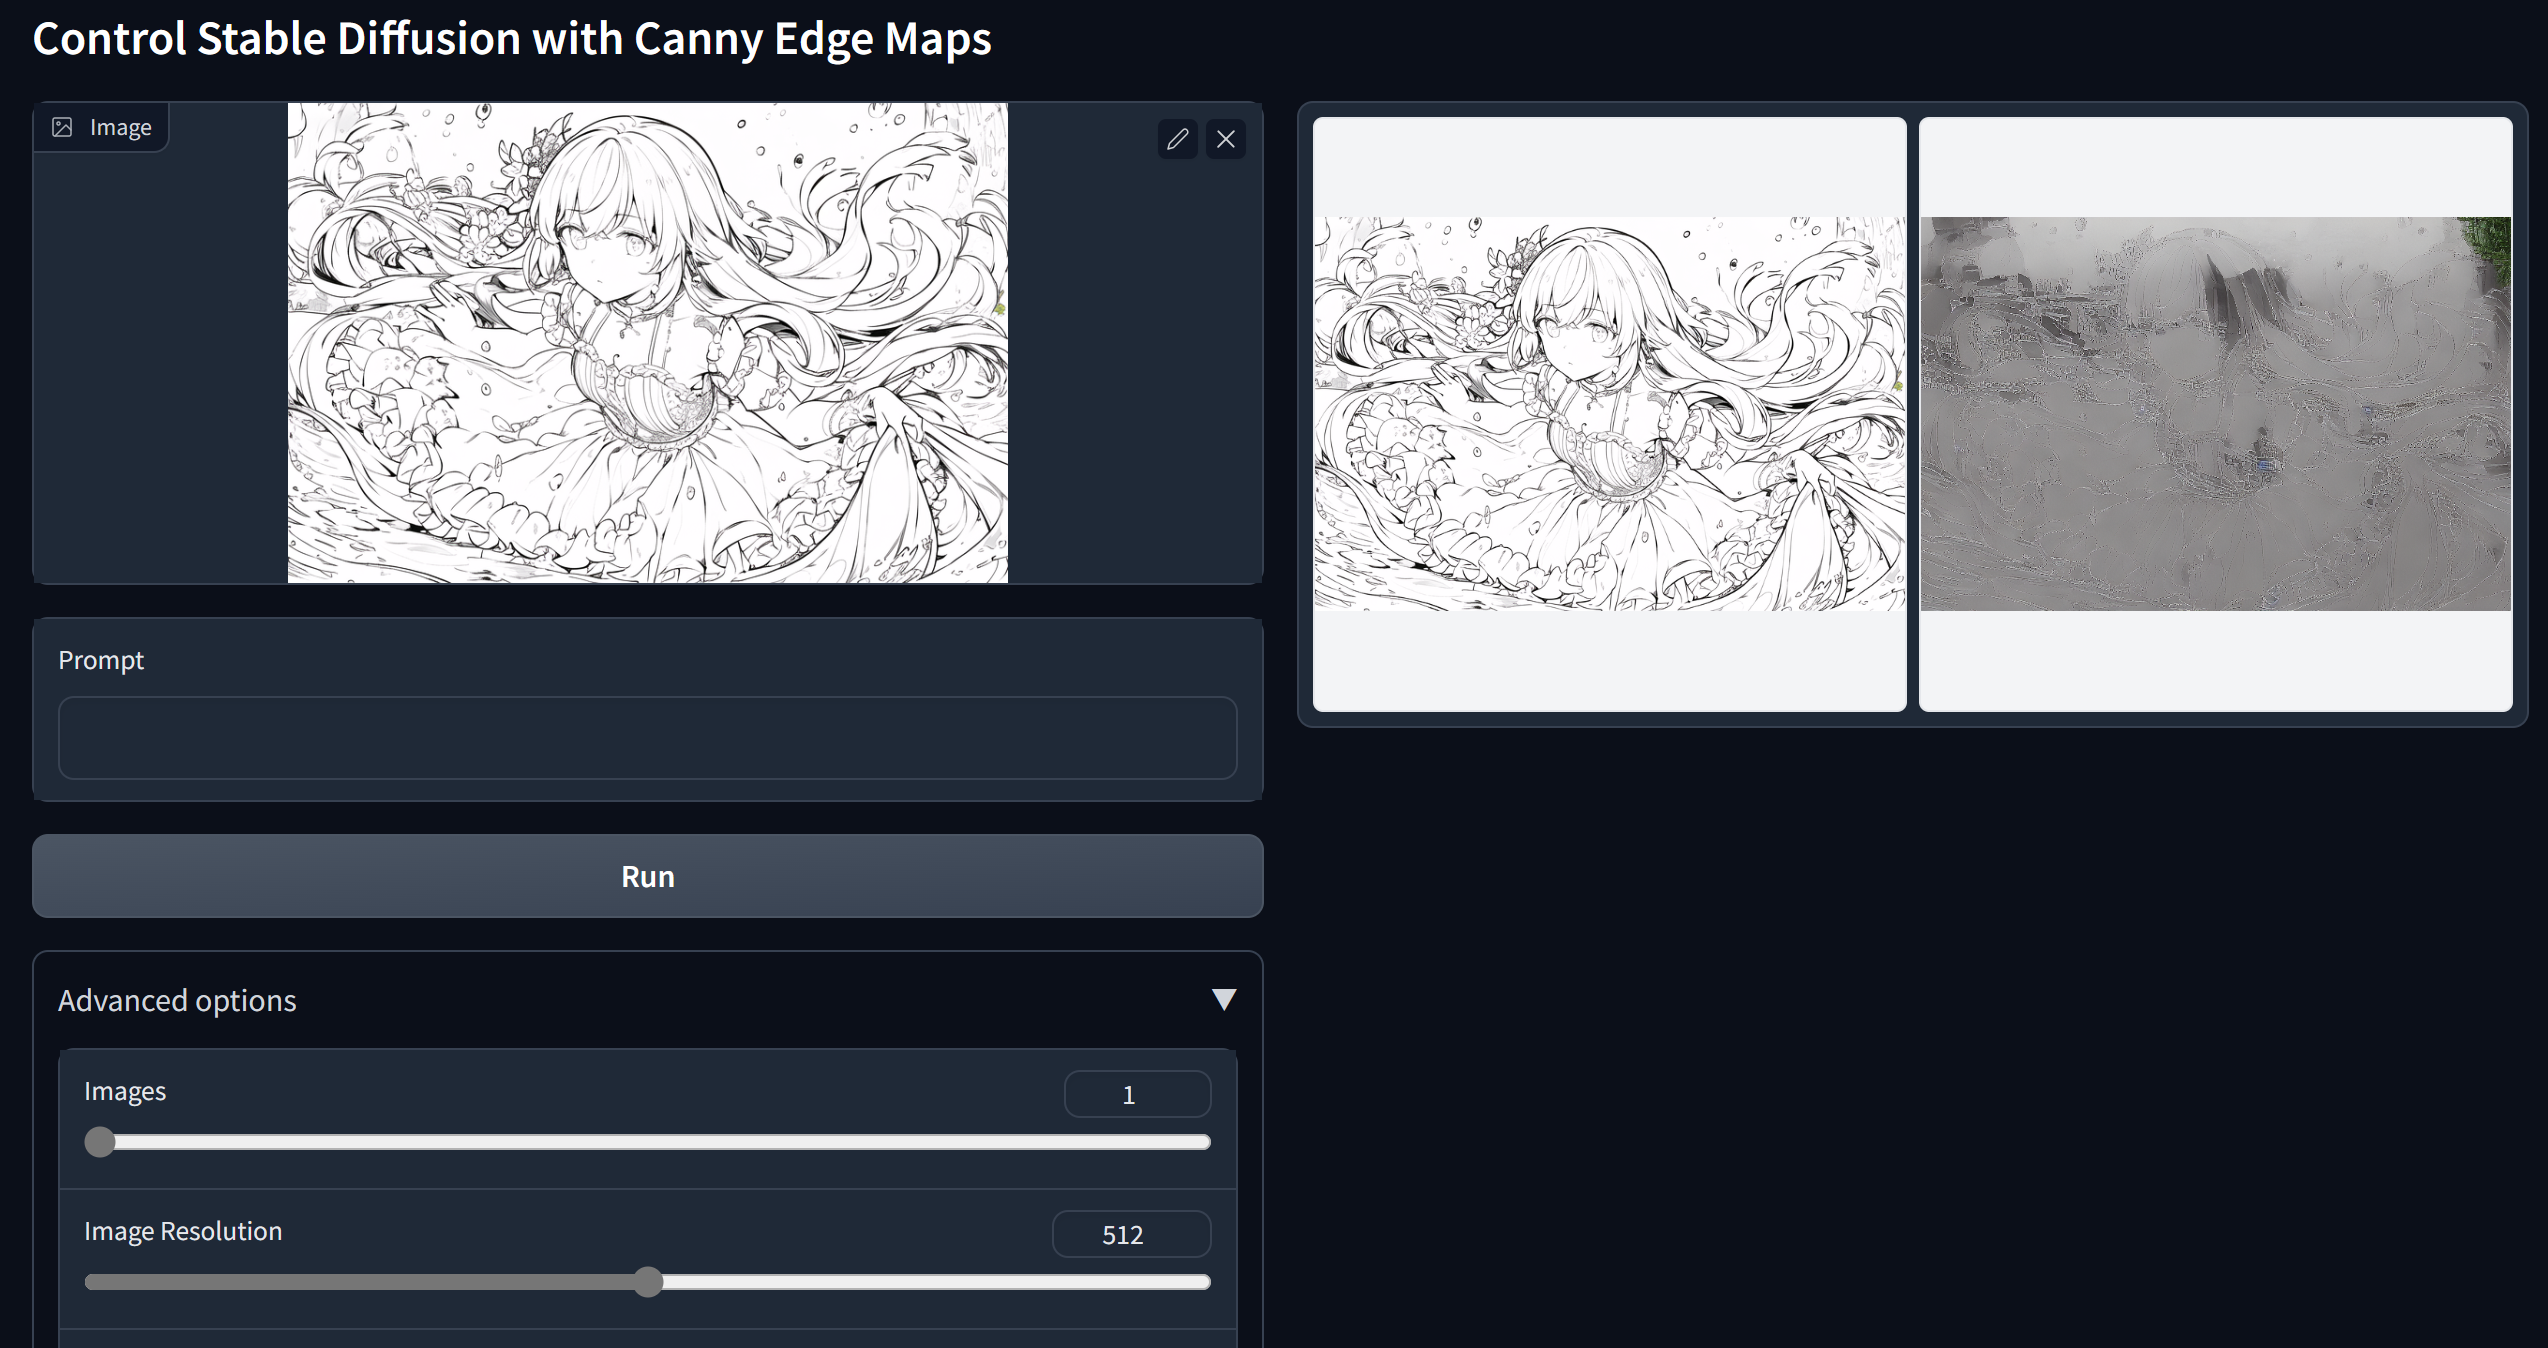 Control Stable Diffusion with Canny Edge Maps
Image
Prompt
Run
Advanced options
Images
1
Image Resolution
512